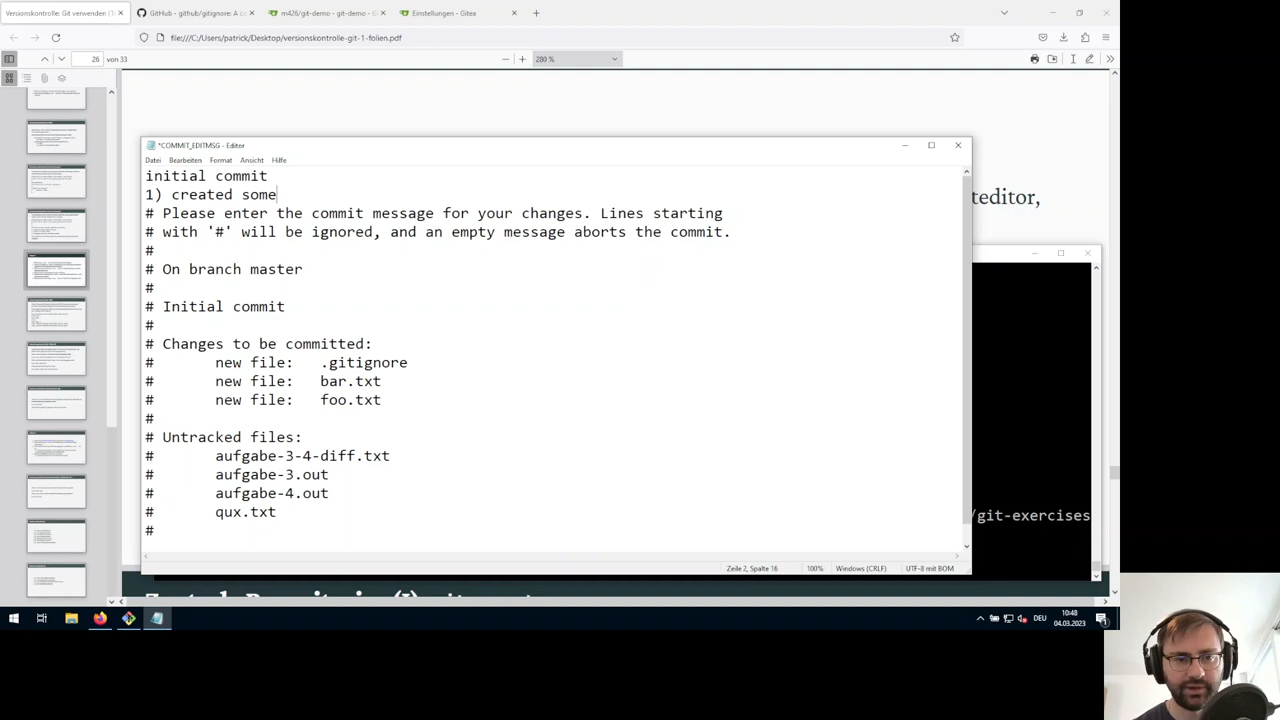 Versionskontrolle: Git verwenden (T
GitHub - github/gitignore: A co
m426/git-demo - git-demo - G
Einstellungen - Gitea
file:///C:/Users/patrick/Desktop/versionskontrolle-git-1-folien.pdf
26 von 33
280 %
*COMMIT_EDITMSG - Editor
Datei Bearbeiten Format Ansicht Hilfe
initial commit
1) created some
# Please enter the commit message for your changes. Lines starting
# with '#' will be ignored, and an empty message aborts the commit.
#
# On branch master
#
# Initial commit
#
# Changes to be committed:
# new file: .gitignore
# new file: bar.txt
# new file: foo.txt
#
# Untracked files:
# aufgabe-3-4-diff.txt
# aufgabe-3.out
# aufgabe-4.out
# qux.txt
#
Zeile 2, Spalte 16 100% Windows (CRLF) UTF-8 mit BOM
teditor,
/git-exercises
DEU
10:48
04.03.2023